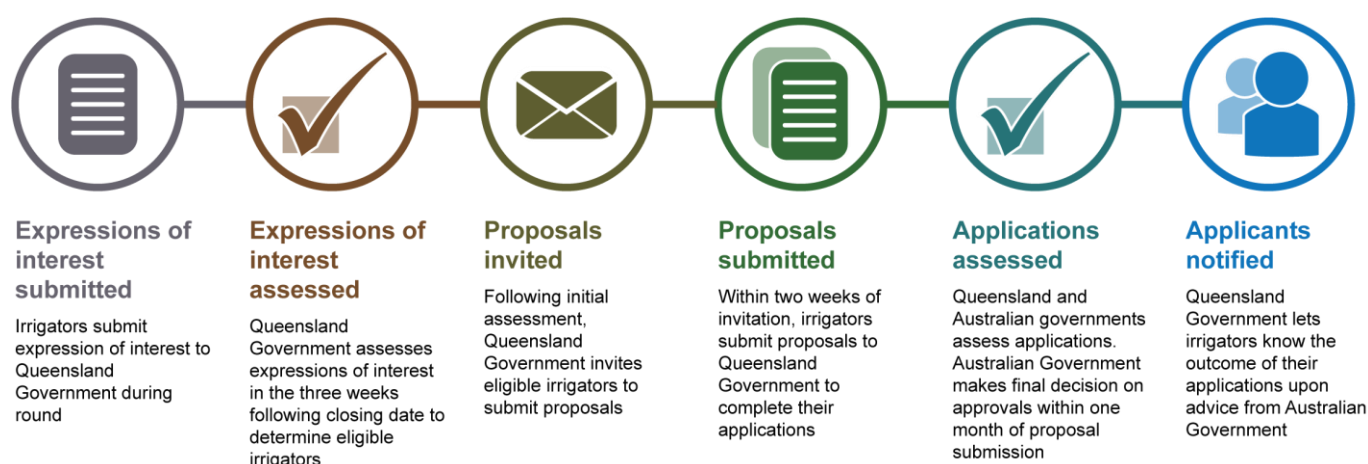 Expressions of
interest
submitted
Irrigators submit
expression of interest to
Queensland
Government during
round
Expressions of
interest
assessed
Queensland
Government assesses
expressions of interest
in the three weeks
following closing date to
determine eligible
irrigators
Proposals
invited
Following initial
assessment,
Queensland
Government invites
eligible irrigators to
submit proposals
Proposals
submitted
Within two weeks of
invitation, irrigators
submit proposals to
Queensland
Government to
complete their
applications
Applications
assessed
Queensland and
Australian governments
assess applications.
Australian Government
makes final decision on
approvals within one
month of proposal
submission
Applicants
notified
Queensland
Government lets
irrigators know the
outcome of their
applications upon
advice from Australian
Government